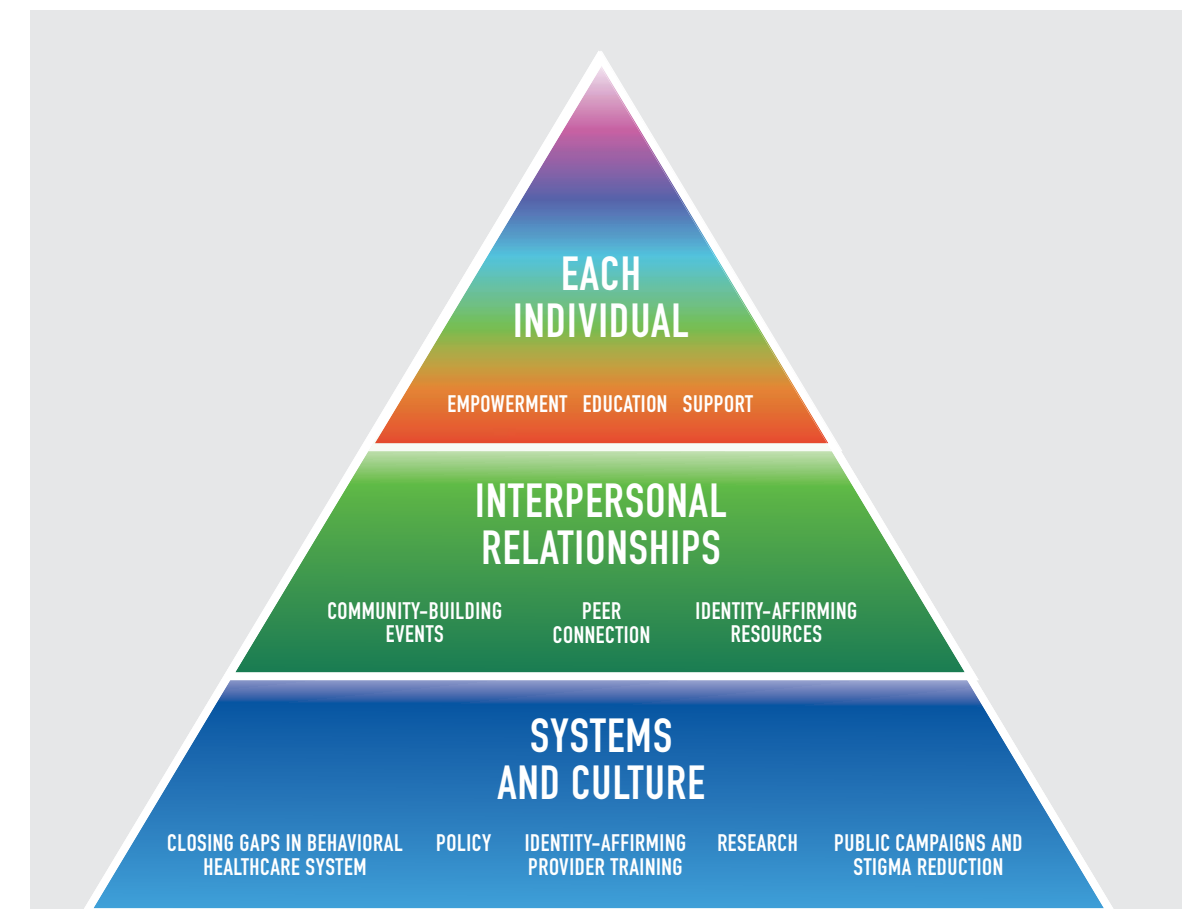 EACH
INDIVIDUAL
EMPOWERMENT EDUCATION SUPPORT
INTERPERSONAL
RELATIONSHIPS
COMMUNITY-BUILDING
EVENTS
PEER
CONNECTION
IDENTITY-AFFIRMING
RESOURCES
SYSTEMS
AND CULTURE
CLOSING GAPS IN BEHAVIORAL
HEALTHCARE SYSTEM
POLICY
IDENTITY-AFFIRMING
PROVIDER TRAINING
RESEARCH
PUBLIC CAMPAIGNS AND
STIGMA REDUCTION